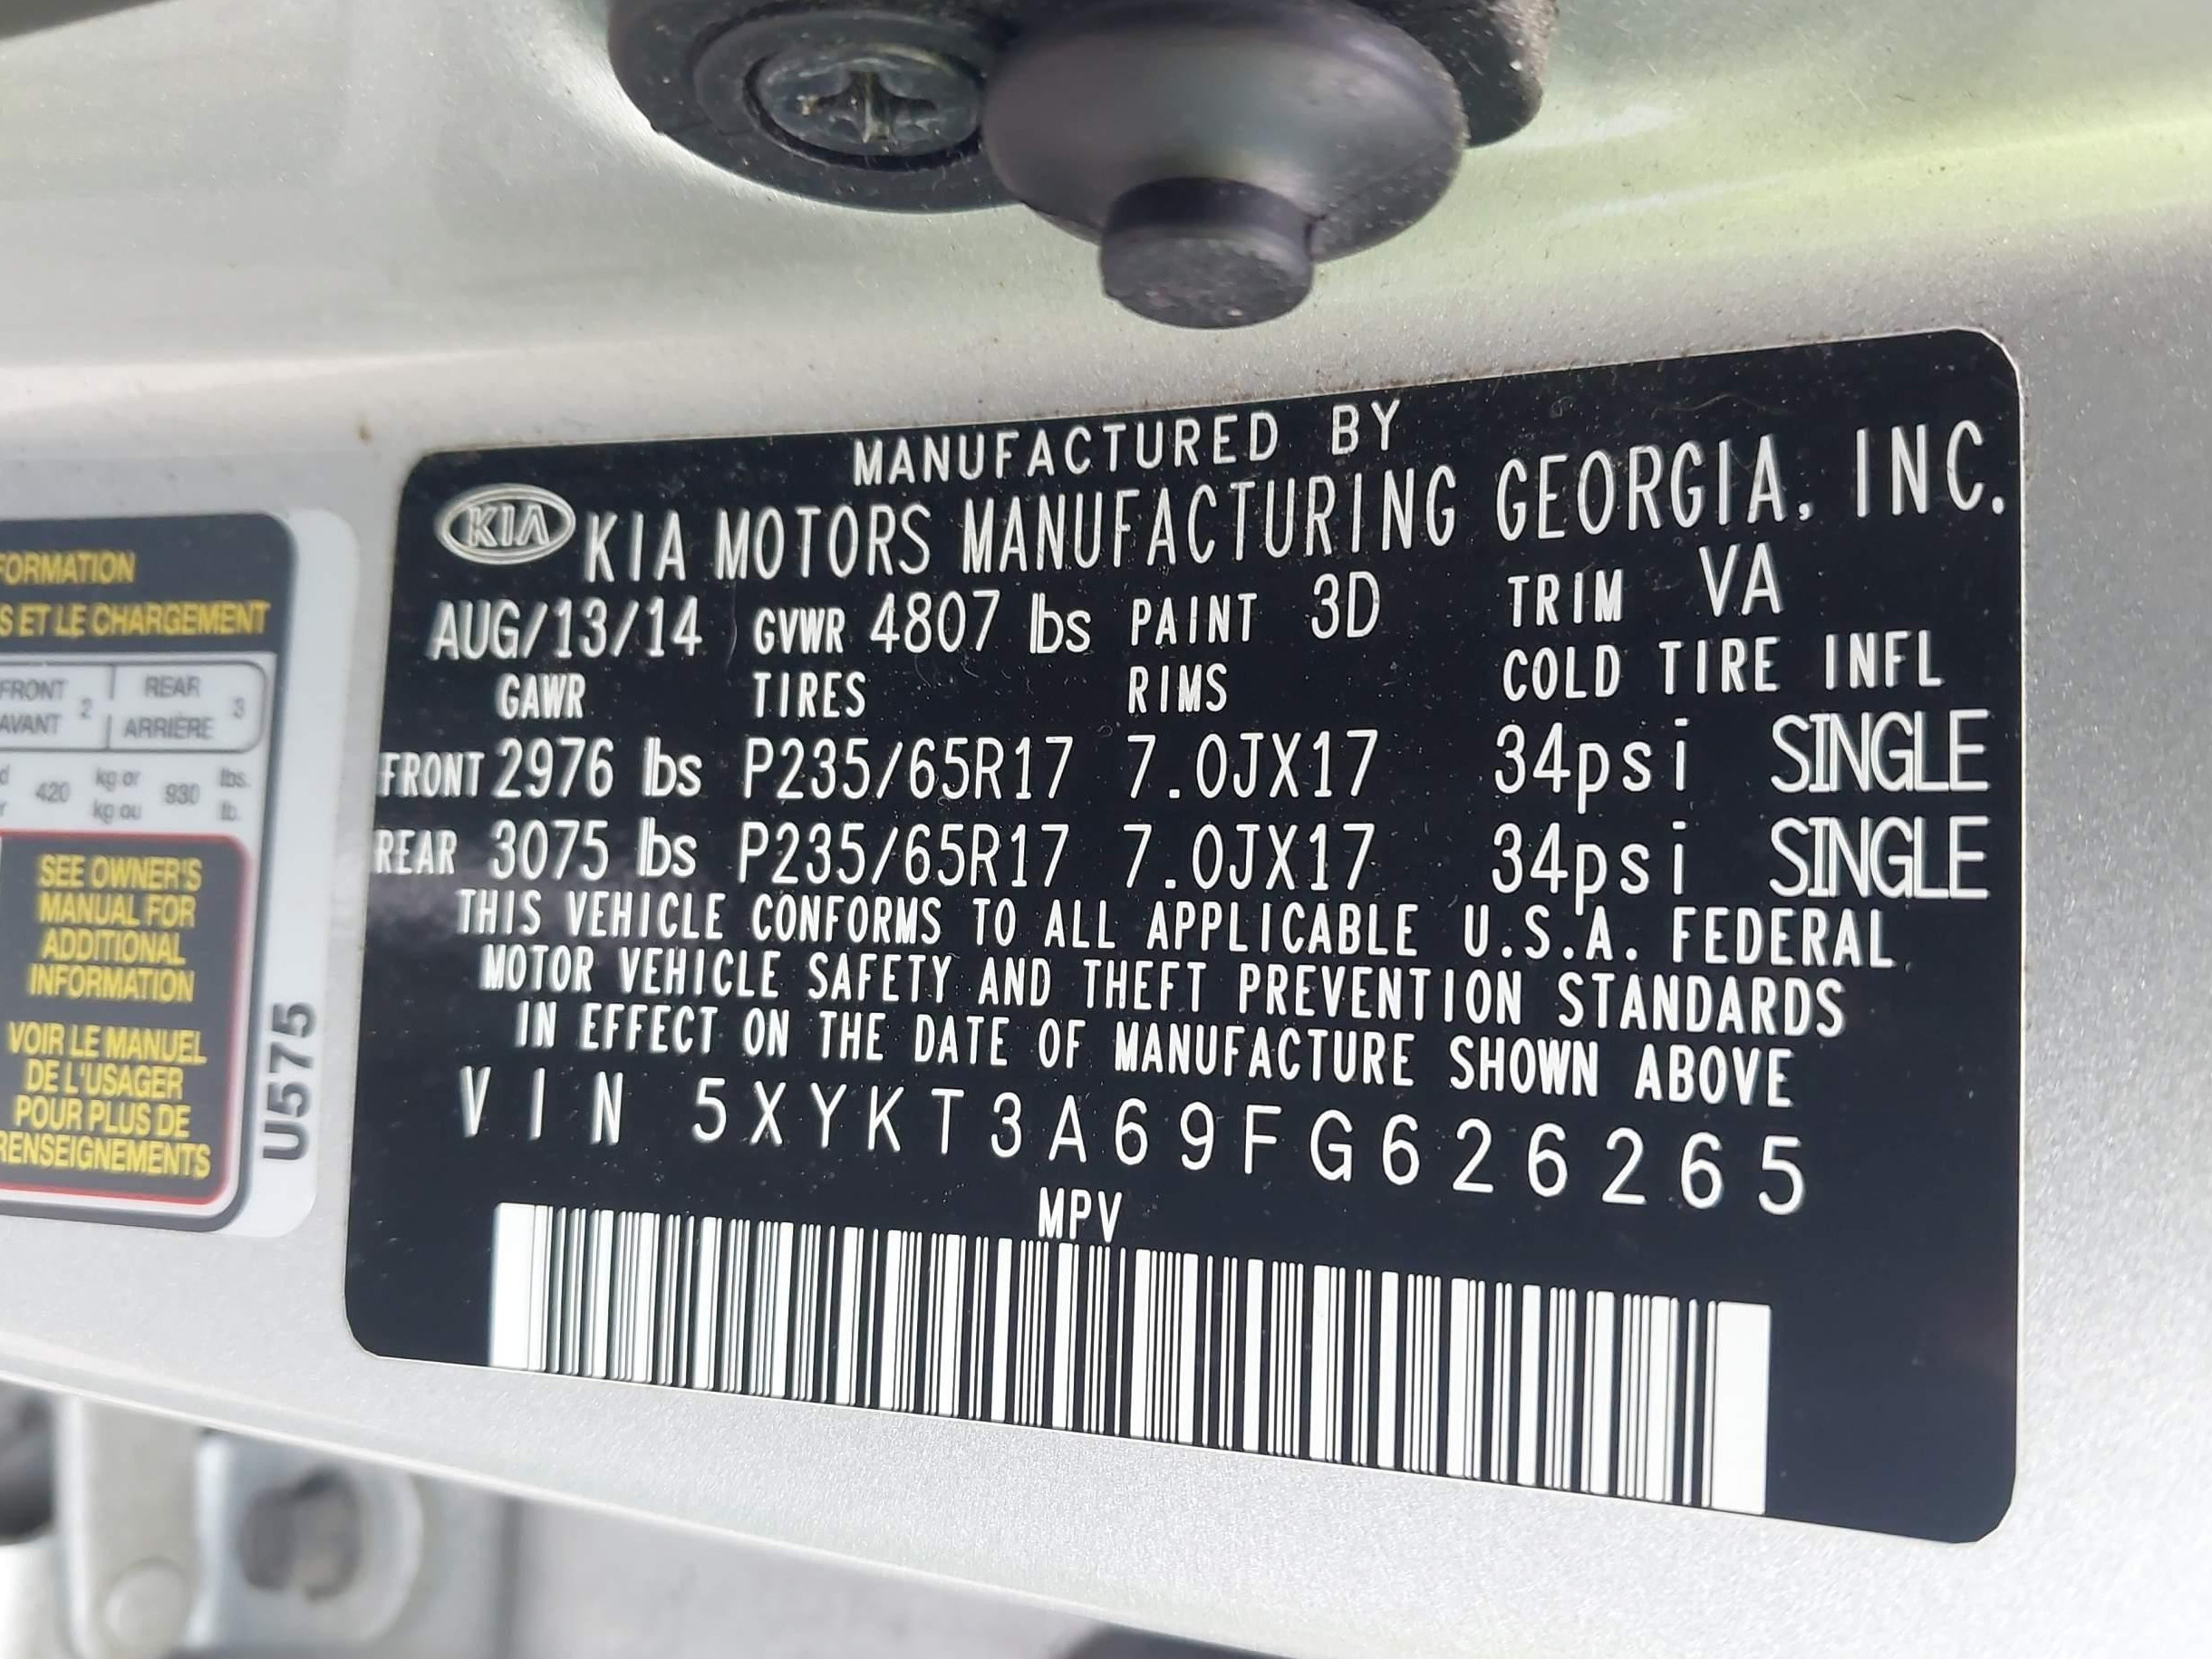 MANUFACTURED BY
KIA KIA MOTORS MANUFACTURING GEORGIA, INC.
AUG/13/14 GVWR 4807 lbs PAINT 3D TRIM VA
GAWR TIRES RIMS COLD TIRE INFL
FRONT 2976 lbs P235/65R17 7.0JX17 34psi SINGLE
REAR 3075 lbs P235/65R17 7.0JX17 34psi SINGLE
THIS VEHICLE CONFORMS TO ALL APPLICABLE U.S.A. FEDERAL
MOTOR VEHICLE SAFETY AND THEFT PREVENTION STANDARDS
IN EFFECT ON THE DATE OF MANUFACTURE SHOWN ABOVE
VIN 5XYKT3A69FG626265
MPV
FORMATION
S ET LE CHARGEMENT
FRONT 2 REAR 3
AVANT ARRIÈRE
420 kg or 930 lbs.
kg ou lb.
SEE OWNER'S
MANUAL FOR
ADDITIONAL
INFORMATION
VOIR LE MANUEL
DE L'USAGER
POUR PLUS DE
RENSEIGNEMENTS
U575